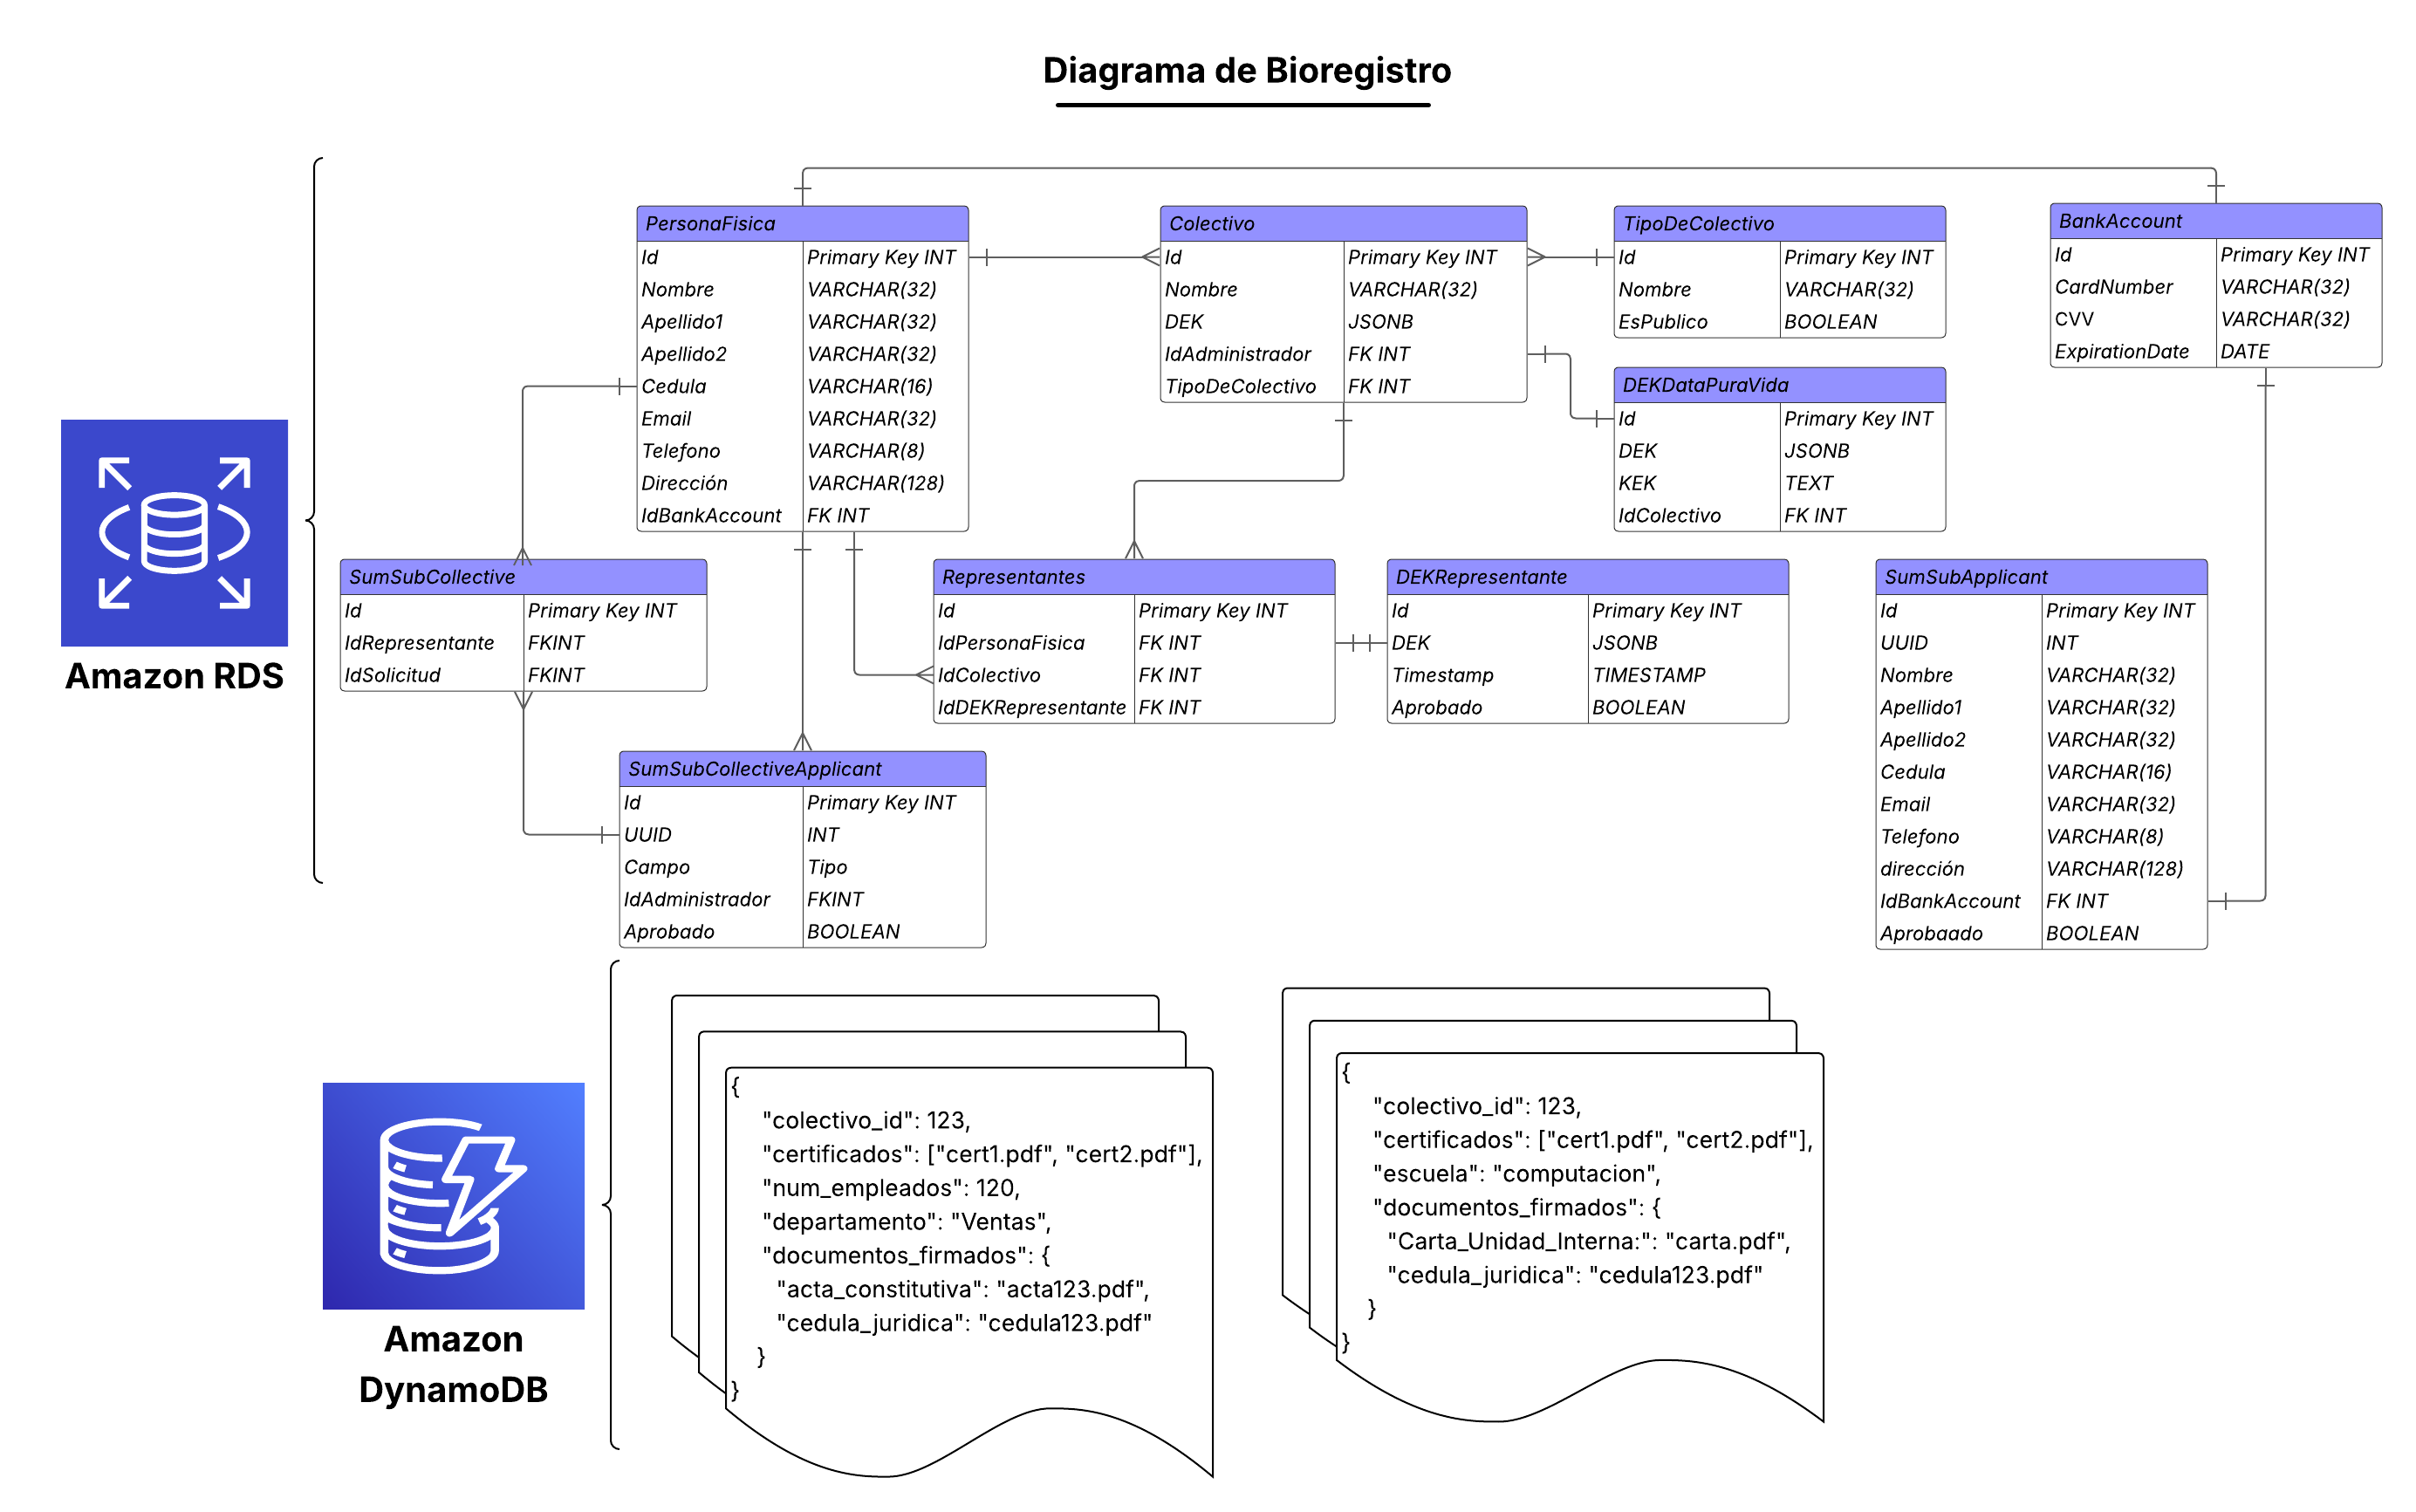 Diagrama de Bioregistro
PersonaFisica
Id Primary Key INT
Nombre VARCHAR(32)
Apellido1 VARCHAR(32)
Apellido2 VARCHAR(32)
Cedula VARCHAR(16)
Email VARCHAR(32)
Telefono VARCHAR(8)
Dirección VARCHAR(128)
IdBankAccount FK INT
Colectivo
Id Primary Key INT
Nombre VARCHAR(32)
DEK JSONB
IdAdministrador FK INT
TipoDeColectivo FK INT
TipoDeColectivo
Id Primary Key INT
Nombre VARCHAR(32)
EsPublico BOOLEAN
BankAccount
Id Primary Key INT
CardNumber VARCHAR(32)
CVV VARCHAR(32)
ExpirationDate DATE
DEKDataPuraVida
Id Primary Key INT
DEK JSONB
KEK TEXT
IdColectivo FK INT
Amazon RDS
SumSubCollective
Id Primary Key INT
IdRepresentante FKINT
IdSolicitud FKINT
Representantes
Id Primary Key INT
IdPersonaFisica FK INT
IdColectivo FK INT
IdDEKRepresentante FK INT
DEKRepresentante
Id Primary Key INT
DEK JSONB
Timestamp TIMESTAMP
Aprobado BOOLEAN
SumSubApplicant
Id Primary Key INT
UUID INT
Nombre VARCHAR(32)
Apellido1 VARCHAR(32)
Apellido2 VARCHAR(32)
Cedula VARCHAR(16)
Email VARCHAR(32)
Telefono VARCHAR(8)
dirección VARCHAR(128)
IdBankAccount FK INT
Aprobaado BOOLEAN
SumSubCollectiveApplicant
Id Primary Key INT
UUID INT
Campo Tipo
IdAdministrador FKINT
Aprobado BOOLEAN
Amazon
DynamoDB
{
"colectivo_id": 123,
"certificados": ["cert1.pdf", "cert2.pdf"],
"num_empleados": 120,
"departamento": "Ventas",
"documentos_firmados": {
"acta_constitutiva": "acta123.pdf",
"cedula_juridica": "cedula123.pdf"
}
}
{
"colectivo_id": 123,
"certificados": ["cert1.pdf", "cert2.pdf"],
"escuela": "computacion",
"documentos_firmados": {
"Carta_Unidad_Interna:": "carta.pdf",
"cedula_juridica": "cedula123.pdf"
}
}